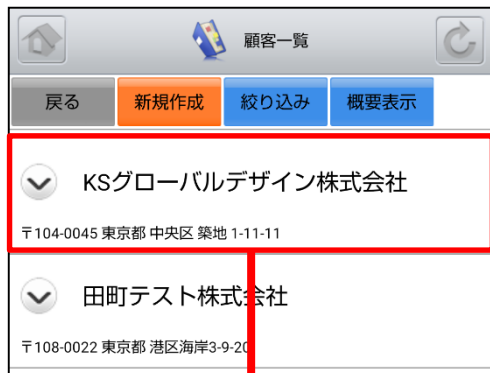 顧客一覧
戻る 新規作成 絞り込み 概要表示
KSグローバルデザイン株式会社
〒104-0045 東京都 中央区 築地 1-11-11
田町テスト株式会社
〒108-0022 東京都 港区海岸3-9-20